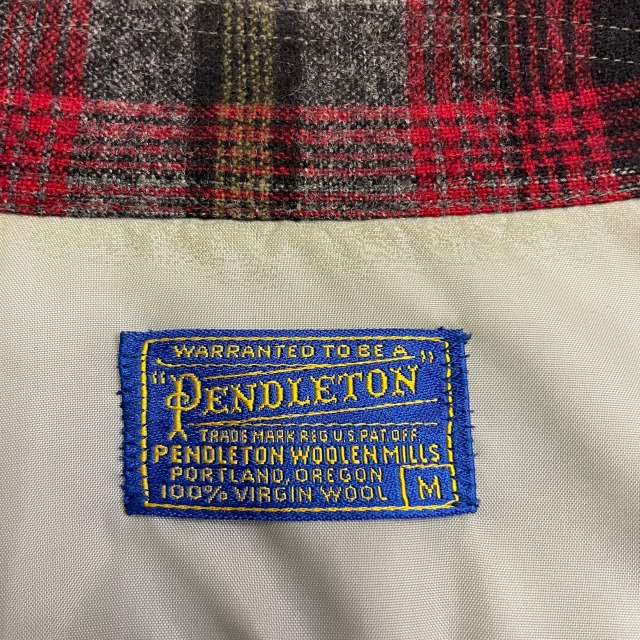 WARRANTED TO BE A
"PENDLETON"
TRADE MARK REG. U.S. PAT. OFF.
PENDLETON WOOLEN MILLS
PORTLAND, OREGON
100% VIRGIN WOOL M